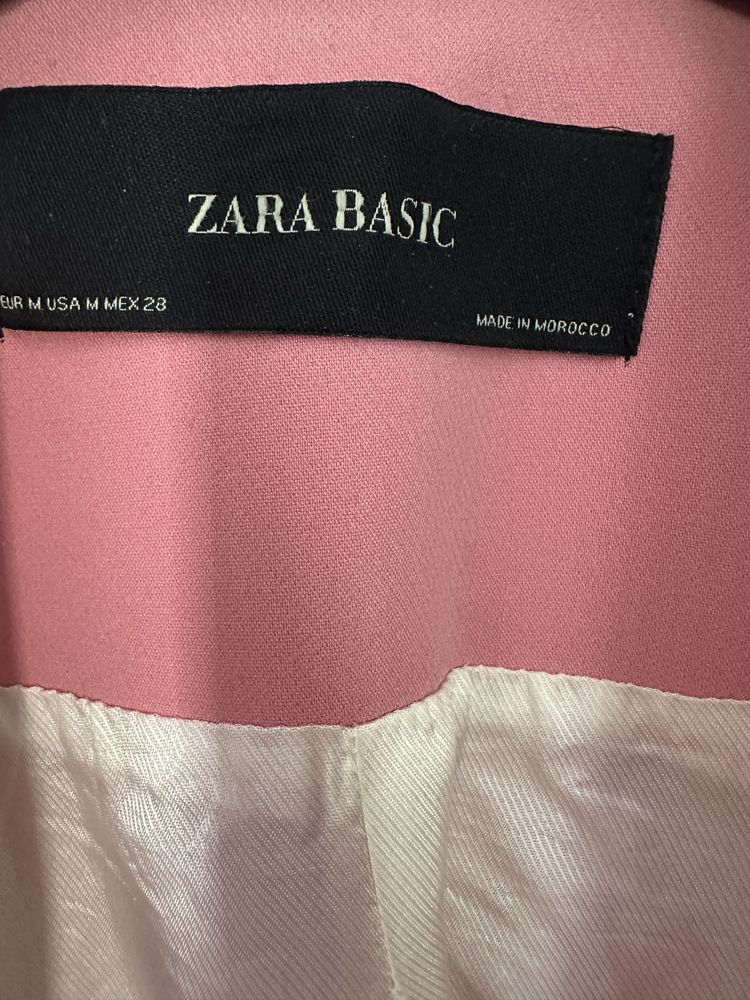 ZARA BASIC
EUR M USA M MEX 28
MADE IN MOROCCO